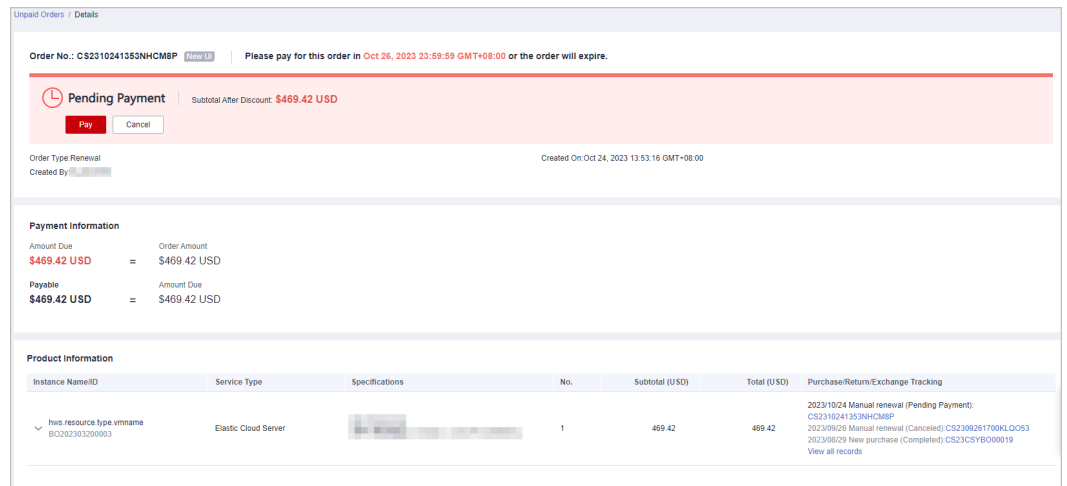 Unpaid Orders / Details
Order No.: CS2310241353NHCM8P New UI Please pay for this order in Oct 26, 2023 23:59:59 GMT+08:00 or the order will expire.
Pending Payment Subtotal After Discount: $469.42 USD
Pay Cancel
Order Type:Renewal Created On:Oct 24, 2023 13:53:16 GMT+08:00
Created By:
Payment Information
Amount Due Order Amount
$469.42 USD = $469.42 USD
Payable Amount Due
$469.42 USD = $469.42 USD
Product Information
Instance Name/ID Service Type Specifications No. Subtotal (USD) Total (USD) Purchase/Return/Exchange Tracking
2023/10/24 Manual renewal (Pending Payment):
CS2310241353NHCM8P
hws.resource.type.vmname
BO202303200003
Elastic Cloud Server 1 469.42 469.42
2023/09/26 Manual renewal (Canceled):CS2309261700KLQO53
2023/08/29 New purchase (Completed):CS23CSYBO00019
View all records